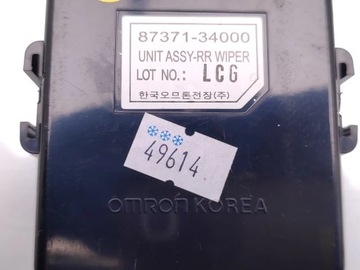 87371-34000
UNIT ASSY-RR WIPER
LOT NO.: LCG
한국오므론전장(주)
49614
OMRON KOREA